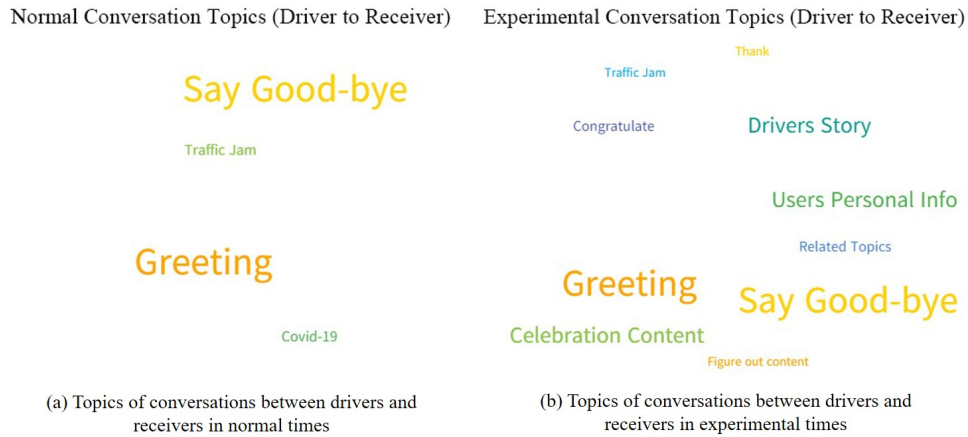 Normal Conversation Topics (Driver to Receiver)
Say Good-bye
Traffic Jam
Greeting
Covid-19
(a) Topics of conversations between drivers and
receivers in normal times
Experimental Conversation Topics (Driver to Receiver)
Thank
Traffic Jam
Congratulate
Drivers Story
Users Personal Info
Related Topics
Greeting
Say Good-bye
Celebration Content
Figure out content
(b) Topics of conversations between drivers and
receivers in experimental times